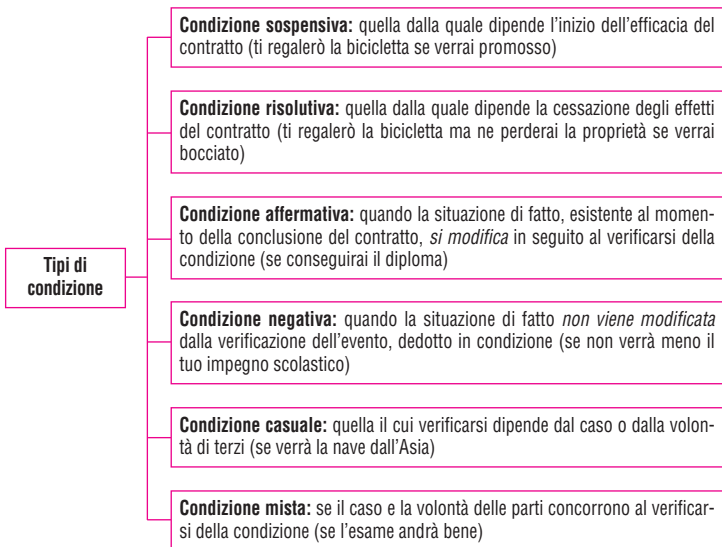 Condizione sospensiva: quella dalla quale dipende l'inizio dell'efficacia del
contratto (ti regalerò la bicicletta se verrai promosso)
Condizione risolutiva: quella dalla quale dipende la cessazione degli effetti
del contratto (ti regalerò la bicicletta ma ne perderai la proprietà se verrai
bocciato)
Condizione affermativa: quando la situazione di fatto, esistente al momen-
to della conclusione del contratto, si modifica in seguito al verificarsi della
condizione (se conseguirai il diploma)
Tipi di
condizione
Condizione negativa: quando la situazione di fatto non viene modificata
dalla verificazione dell'evento, dedotto in condizione (se non verrà meno il
tuo impegno scolastico)
Condizione casuale: quella il cui verificarsi dipende dal caso o dalla volon-
tà di terzi (se verrà la nave dall'Asia)
Condizione mista: se il caso e la volontà delle parti concorrono al verificar-
si della condizione (se l'esame andrà bene)